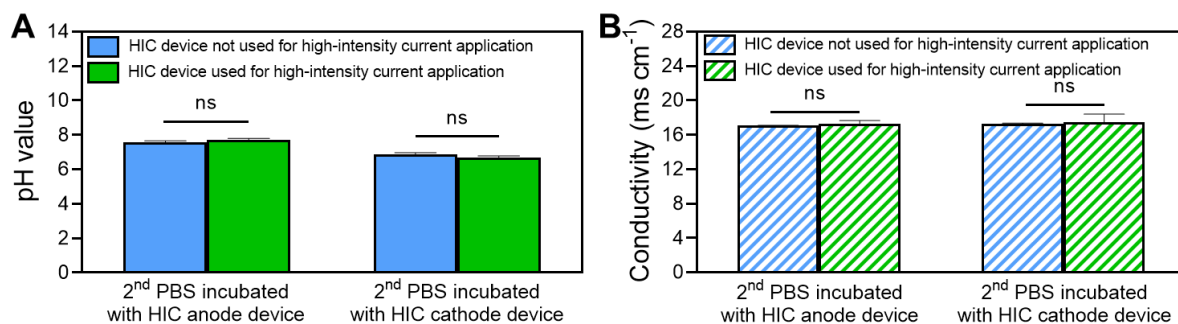 A
pH value
14
12
10
8
6
4
2
0
HIC device not used for high-intensity current application
HIC device used for high-intensity current application
ns
ns
2nd PBS incubated
with HIC anode device
2nd PBS incubated
with HIC cathode device
B
Conductivity (ms cm-1)
28
24
20
16
12
8
4
0
HIC device not used for high-intensity current application
HIC device used for high-intensity current application
ns
ns
2nd PBS incubated
with HIC anode device
2nd PBS incubated
with HIC cathode device